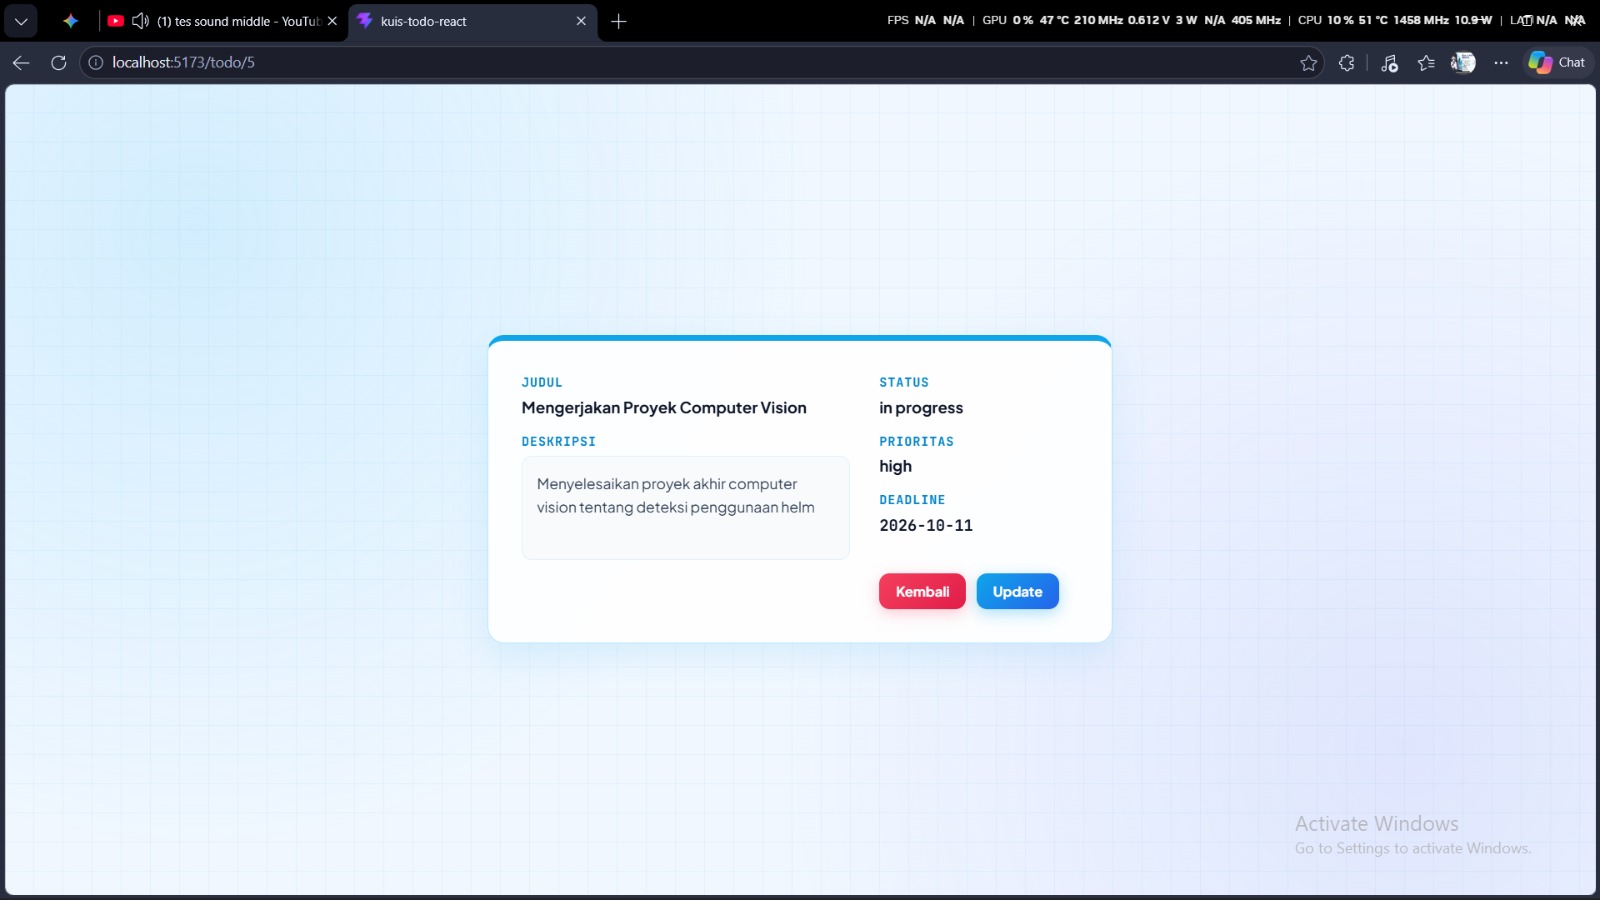 (1) tes sound middle - YouTub
kuis-todo-react
FPS N/A N/A | GPU 0 % 47 °C 210 MHz 0.612 V 3 W N/A 405 MHz | CPU 10 % 51 °C 1458 MHz 10.9 W | LAT N/A N/A
localhost:5173/todo/5
Chat
JUDUL
Mengerjakan Proyek Computer Vision
DESKRIPSI
Menyelesaikan proyek akhir computer
vision tentang deteksi penggunaan helm
STATUS
in progress
PRIORITAS
high
DEADLINE
2026-10-11
Kembali
Update
Activate Windows
Go to Settings to activate Windows.